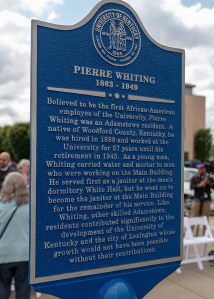 UNIVERSITY OF KENTUCKY
PIERRE WHITING
1863 - 1949
Believed to be the first African-American
employee of the University, Pierre
Whiting was an Adamstown resident. A
native of Woodford County, Kentucky, he
was hired in 1888 and worked at the
University for 57 years until his
retirement in 1945. As a young man,
Whiting carried water and mortar to men
who were working on the Main Building.
He served first as a janitor at the men's
dormitory White Hall, but he went on to
become the janitor at the Main Building
for the remainder of his service. Like
Whiting, other skilled Adamstown
residents contributed significantly to the
development of the University of
Kentucky and the city of Lexington whose
growth would not have been possible
without their contributions.